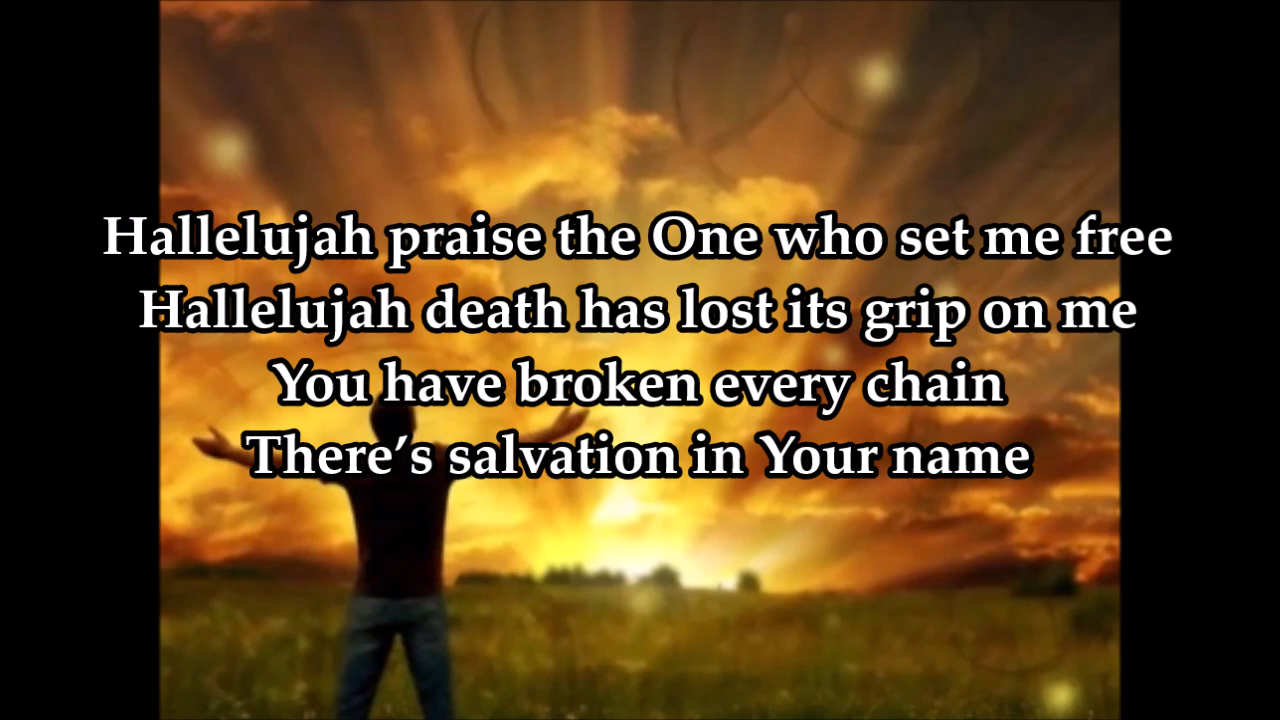 Hallelujah praise the One who set me free
Hallelujah death has lost its grip on me
You have broken every chain
There’s salvation in Your name